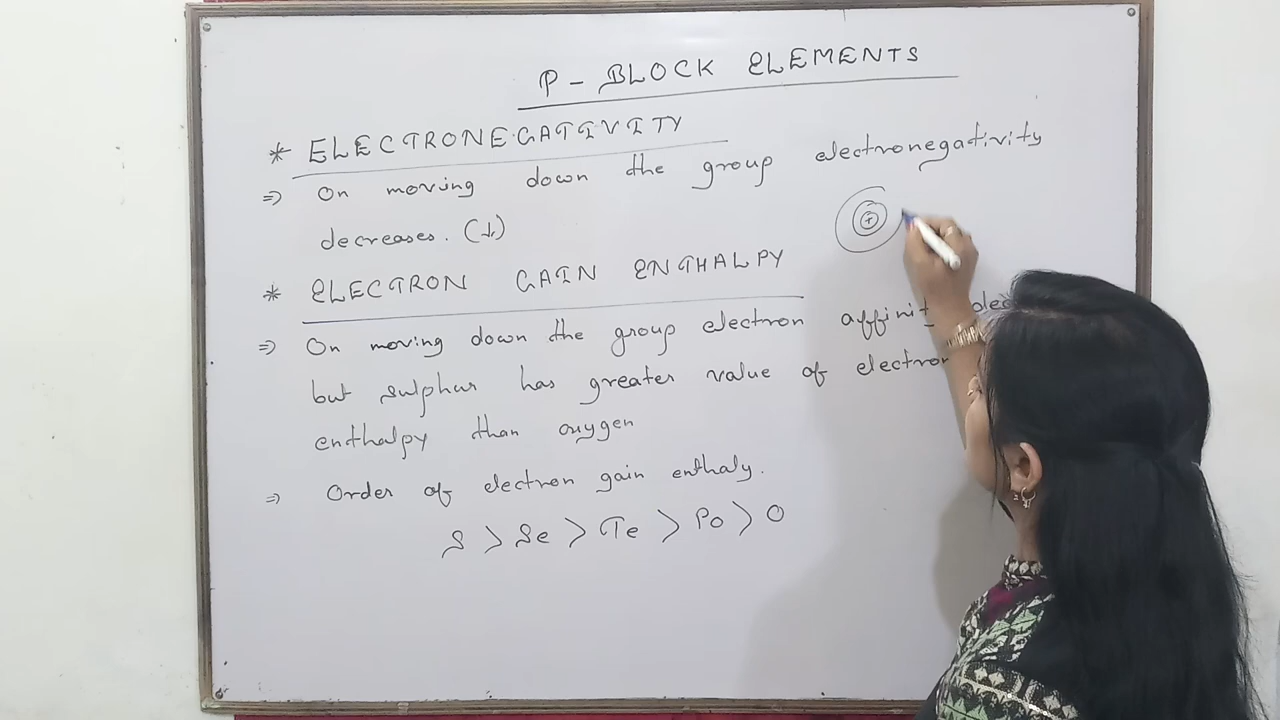 P - BLOCK ELEMENTS
* ELECTRONEGATIVITY
⇒ On moving down the group electronegativity
decreases. (↓)
+
* ELECTRON GAIN ENTHALPY
⇒ On moving down the group electron
but sulphur has greater value of electron
enthalpy than oxygen
⇒ Order of electron gain enthaly.
S > Se > Te > Po > O